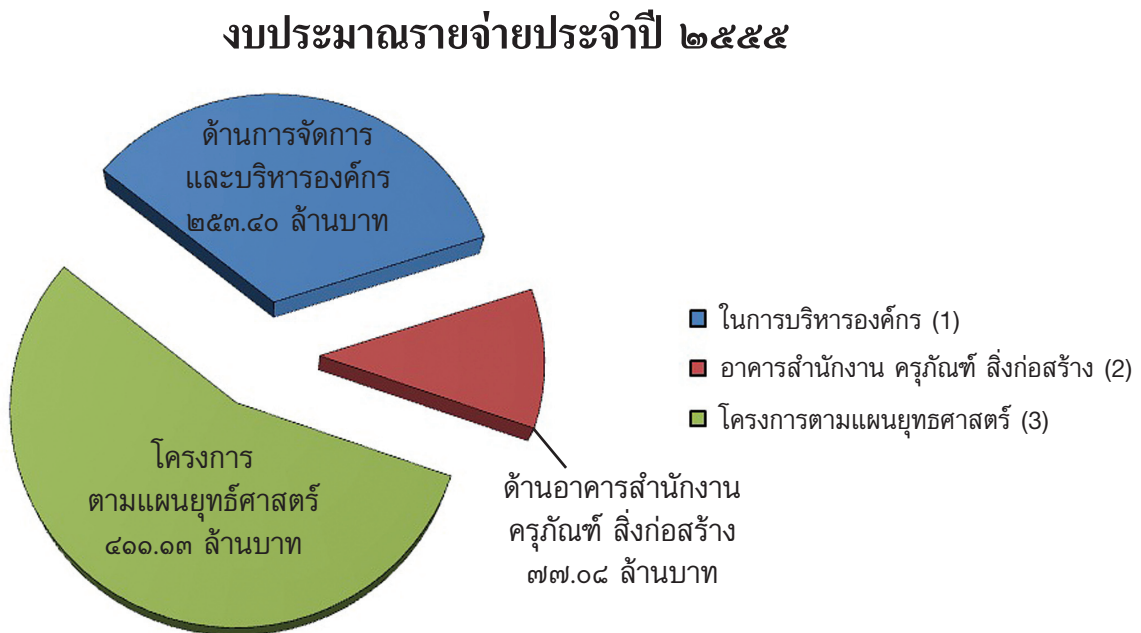 งบประมาณรายจ่ายประจำปี ๒๕๕๕
ด้านการจัดการ
และบริหารองค์กร
๒๕๓.๔๐ ล้านบาท
ในการบริหารองค์กร (1)
อาคารสำนักงาน ครุภัณฑ์ สิ่งก่อสร้าง (2)
โครงการตามแผนยุทธศาสตร์ (3)
โครงการ
ตามแผนยุทธ์ศาสตร์
๔๑๑.๑๓ ล้านบาท
ด้านอาคารสำนักงาน
ครุภัณฑ์ สิ่งก่อสร้าง
๗๗.๐๘ ล้านบาท